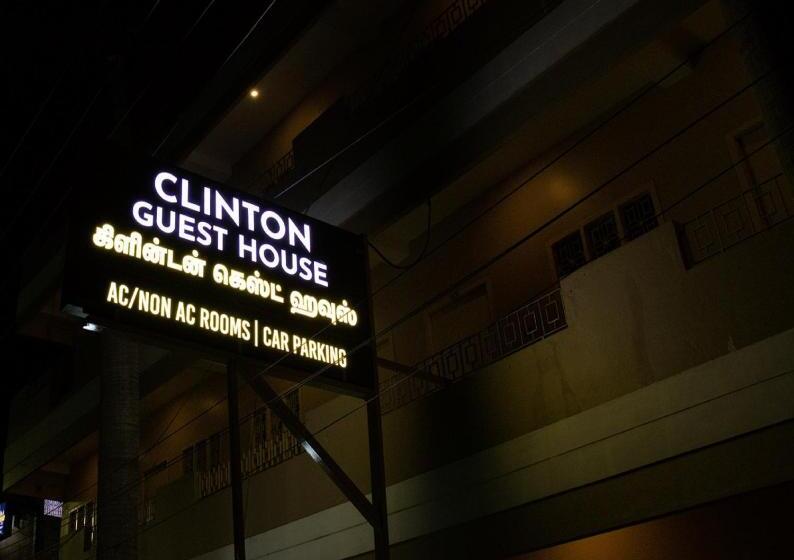 CLINTON
GUEST HOUSE
கிளின்டன் கெஸ்ட் ஹவுஸ்
AC/NON AC ROOMS | CAR PARKING